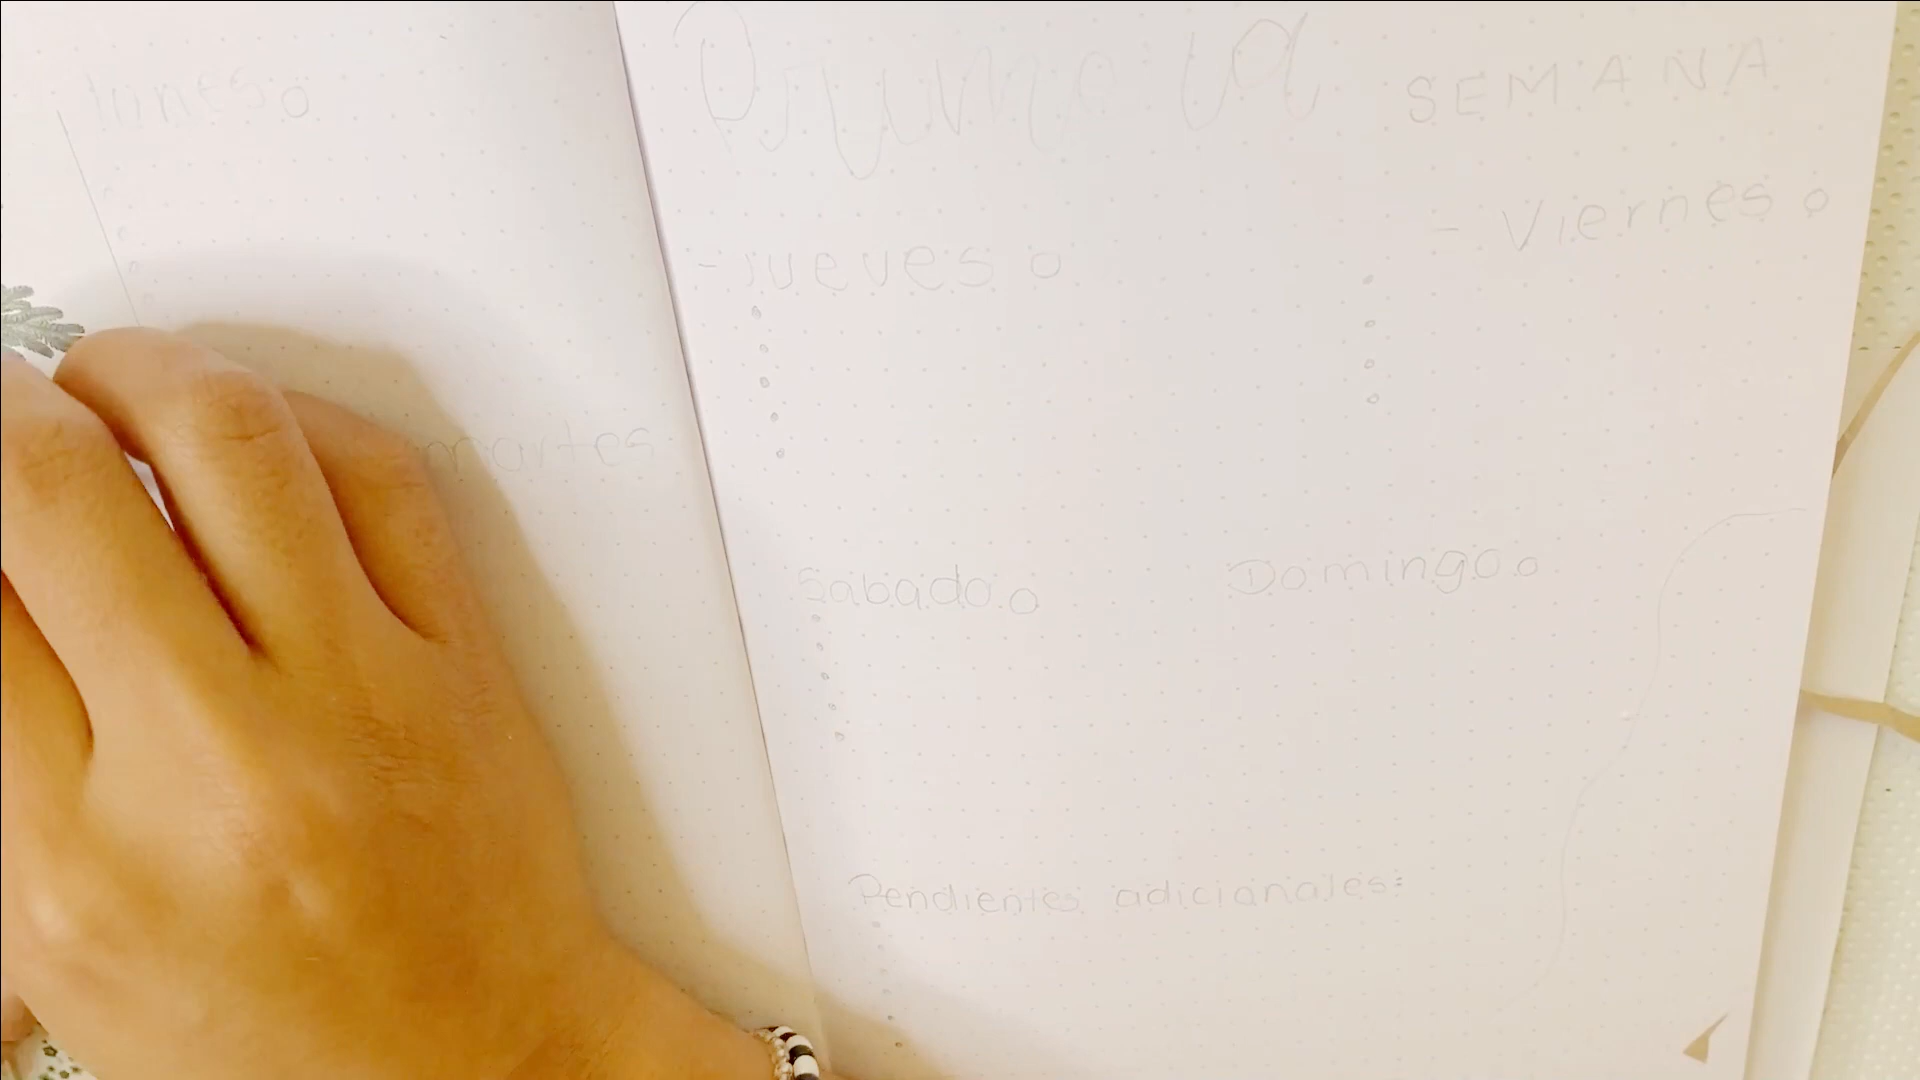 lunes
martes
Primera SEMANA
- Jueves
- Viernes
Sabado
Domingo
Pendientes adicionales: